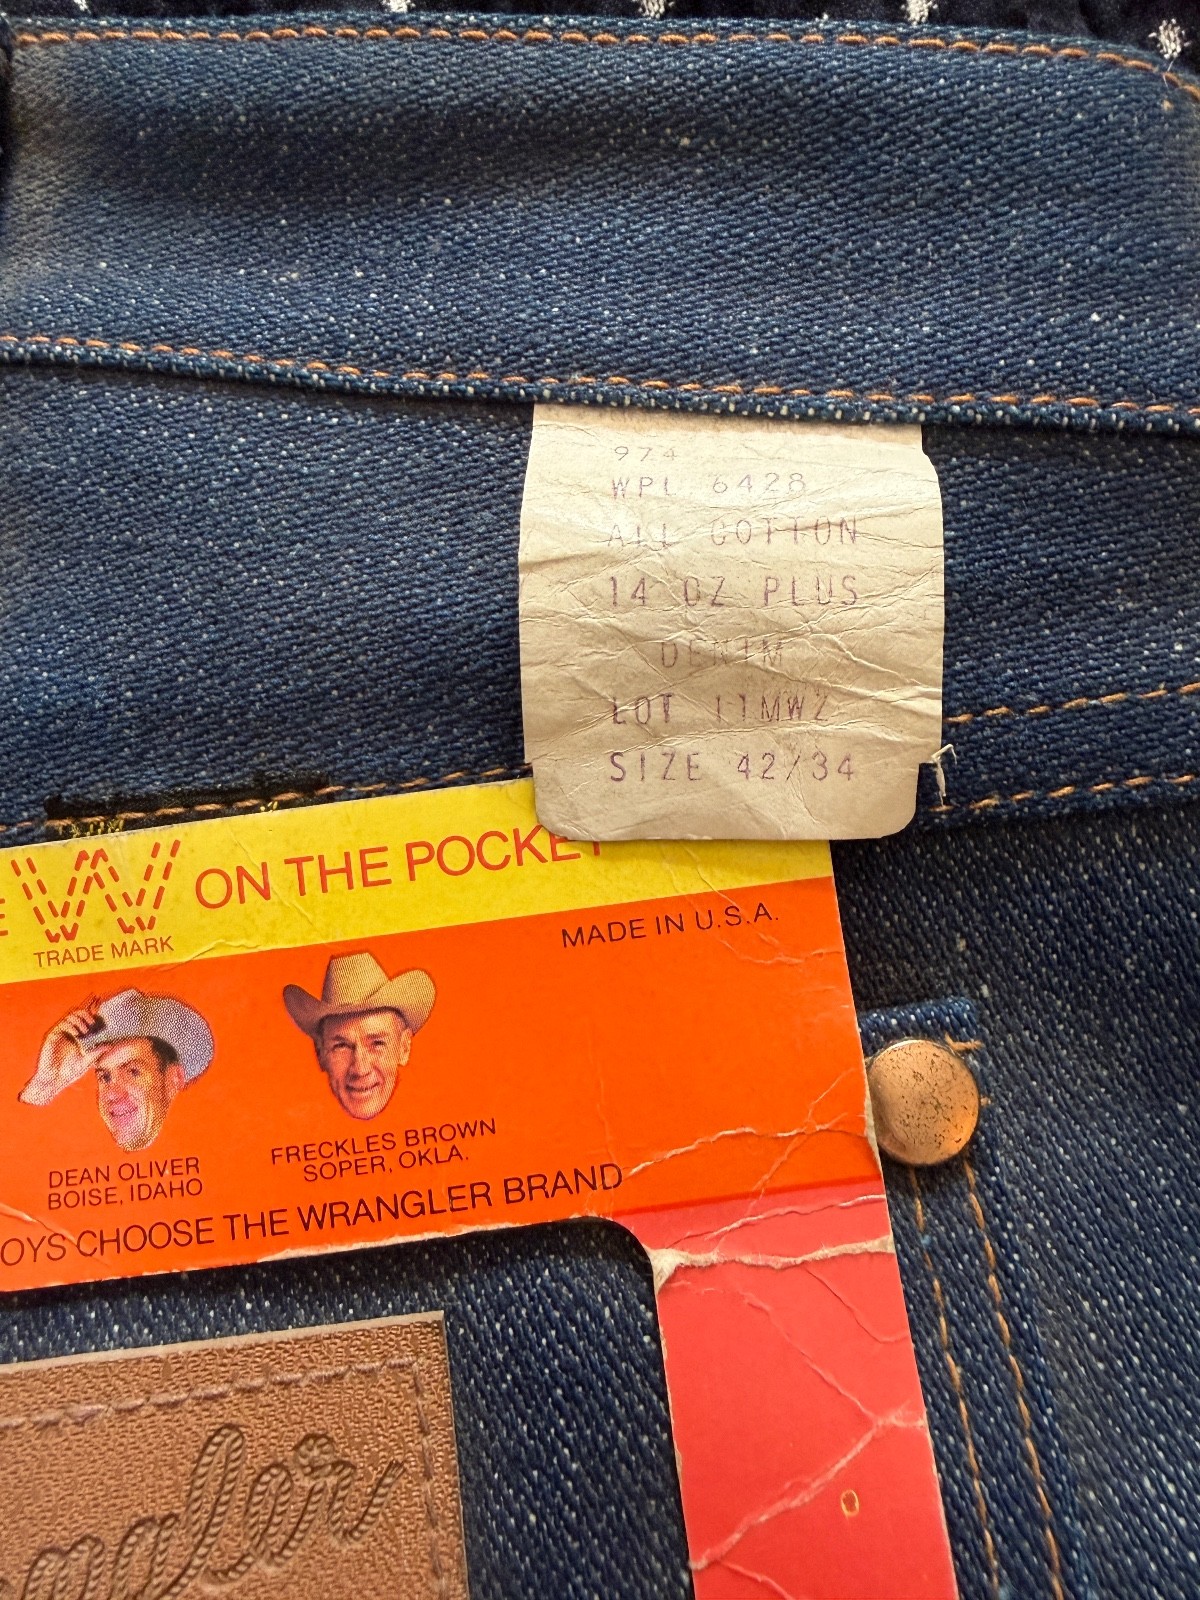 974
WPL 6428
ALL COTTON
14 OZ PLUS
DENIM
LOT 11MWZ
SIZE 42/34
W ON THE POCKET
TRADE MARK
MADE IN U.S.A.
DEAN OLIVER
BOISE, IDAHO
FRECKLES BROWN
SOPER, OKLA.
OYS CHOOSE THE WRANGLER BRAND
ngler